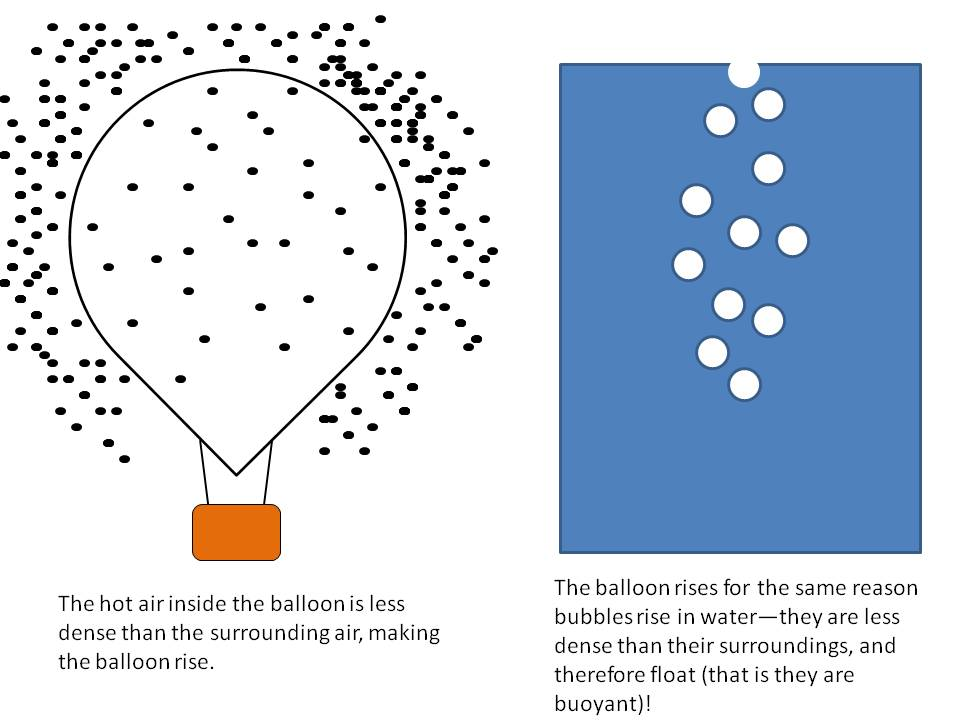 The hot air inside the balloon is less
dense than the surrounding air, making
the balloon rise.
The balloon rises for the same reason
bubbles rise in water—they are less
dense than their surroundings, and
therefore float (that is they are
buoyant)!